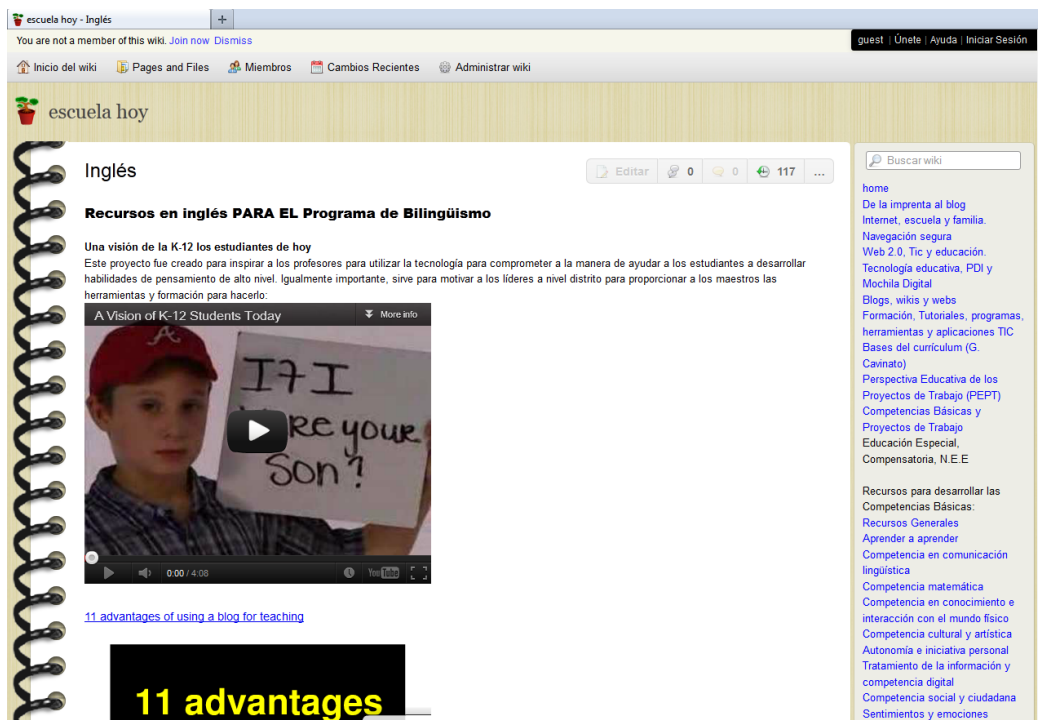 escuela hoy - Inglés
You are not a member of this wiki. Join now Dismiss
guest | Únete | Ayuda | Iniciar Sesión
Inicio del wiki Pages and Files Miembros Cambios Recientes Administrar wiki
escuela hoy
Inglés
Editar 0 0 117 ...
Recursos en inglés PARA EL Programa de Bilingüismo
Una visión de la K-12 los estudiantes de hoy
Este proyecto fue creado para inspirar a los profesores para utilizar la tecnología para comprometer a la manera de ayudar a los estudiantes a desarrollar
habilidades de pensamiento de alto nivel. Igualmente importante, sirve para motivar a los líderes a nivel distrito para proporcionar a los maestros las
herramientas y formación para hacerlo:
A Vision of K-12 Students Today More info
A
If I
were your
Son?
0:00 / 4:08 YouTube
11 advantages of using a blog for teaching
11 advantages
Buscar wiki
home
De la imprenta al blog
Internet, escuela y familia.
Navegación segura
Web 2.0, Tic y educación.
Tecnología educativa, PDI y
Mochila Digital
Blogs, wikis y webs
Formación, Tutoriales, programas,
herramientas y aplicaciones TIC
Bases del currículum (G.
Cavinato)
Perspectiva Educativa de los
Proyectos de Trabajo (PEPT)
Competencias Básicas y
Proyectos de Trabajo
Educación Especial,
Compensatoria, N.E.E
Recursos para desarrollar las
Competencias Básicas:
Recursos Generales
Aprender a aprender
Competencia en comunicación
lingüística
Competencia matemática
Competencia en conocimiento e
interacción con el mundo físico
Competencia cultural y artística
Autonomía e iniciativa personal
Tratamiento de la información y
competencia digital
Competencia social y ciudadana
Sentimientos y emociones